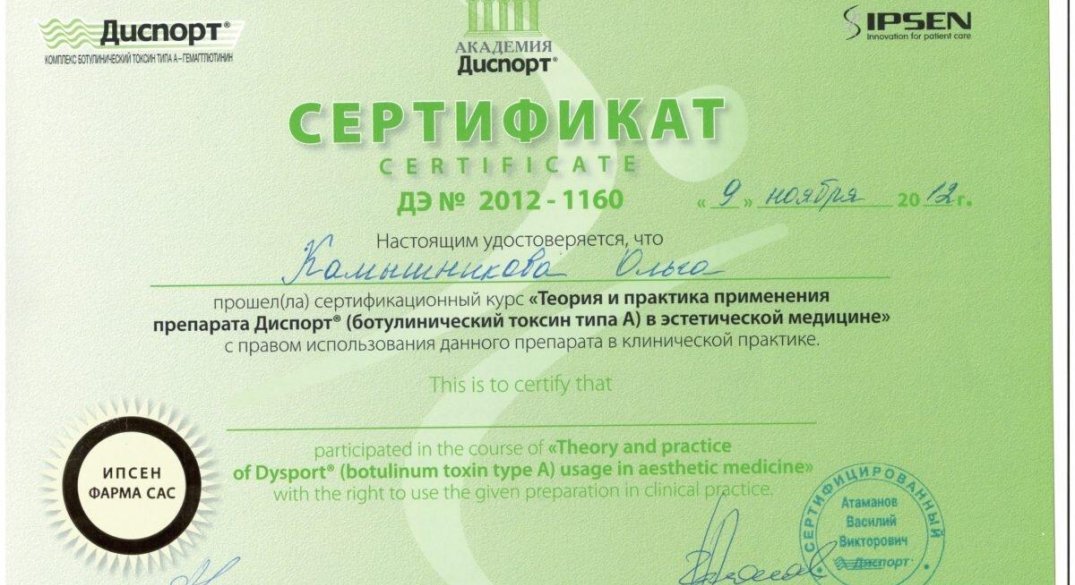 Диспорт®
КОМПЛЕКС БОТУЛИНИЧЕСКИЙ ТОКСИН ТИПА А–ГЕМАГГЛЮТИНИН
АКАДЕМИЯ
Диспорт®
IPSEN
Innovation for patient care
СЕРТИФИКАТ
CERTIFICATE
ДЭ № 2012 - 1160
« 9 » ноября 2012 г.
Настоящим удостоверяется, что
Камышникова Ольга
прошел(ла) сертификационный курс «Теория и практика применения
препарата Диспорт® (ботулинический токсин типа А) в эстетической медицине»
с правом использования данного препарата в клинической практике.
This is to certify that
participated in the course of «Theory and practice
of Dysport® (botulinum toxin type A) usage in aesthetic medicine»
with the right to use the given preparation in clinical practice.
ИПСЕН
ФАРМА САС
СЕРТИФИЦИРОВАННЫЙ
Атаманов
Василий
Викторович
Диспорт